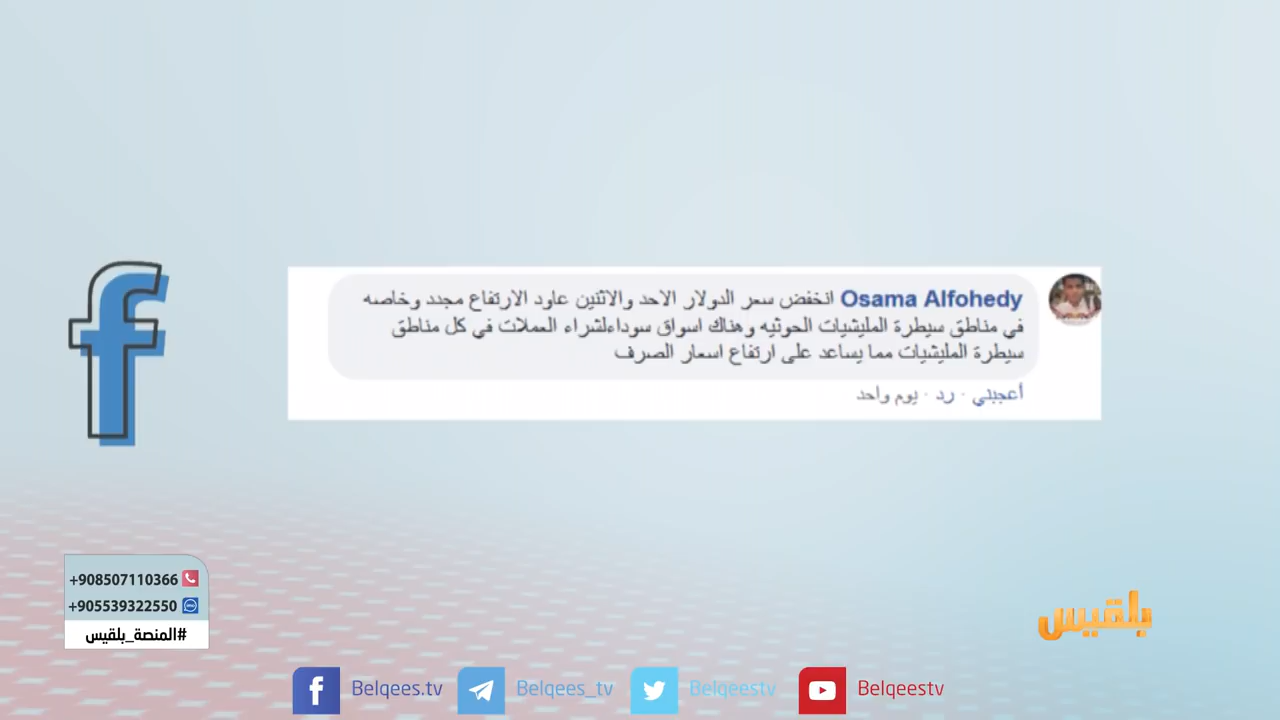 Osama Alfohedy انخفض سعر الدولار الاحد والاثنين عاود الارتفاع مجدد وخاصه
في مناطق سيطرة المليشيات الحوثيه وهناك اسواق سوداءلشراء العملات في كل مناطق
سيطرة المليشيات مما يساعد على ارتفاع اسعار الصرف
أعجبني · رد · يوم واحد
+908507110366
+905539322550
#المنصة_بلقيس
بلقيس
Belqees.tv
Belqees_tv
Belqeestv
Belqeestv